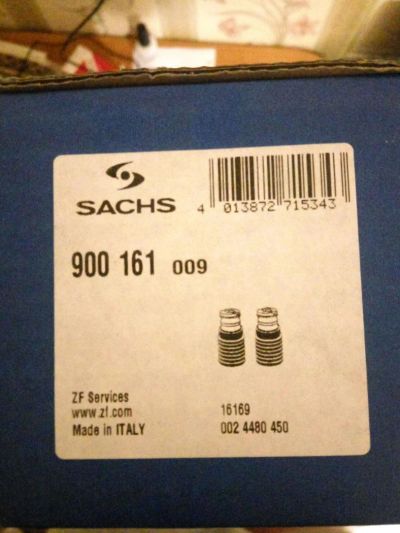 SACHS
4 013872 715343
900 161 009
ZF Services
www.zf.com
Made in ITALY
16169
002 4480 450